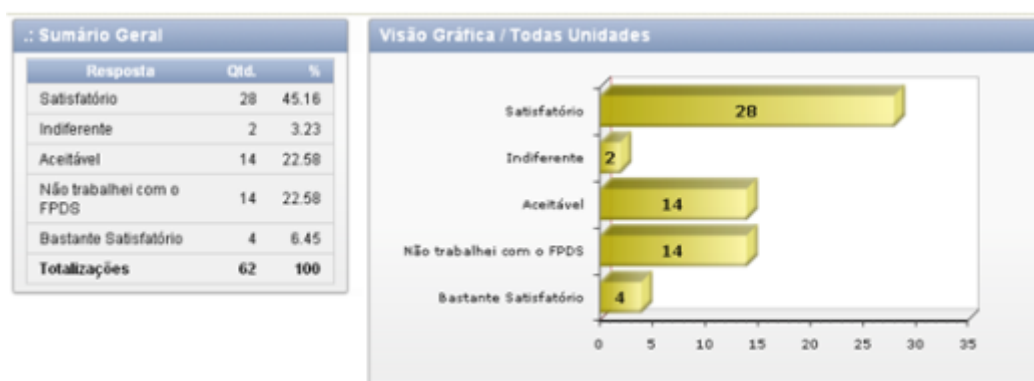 .: Sumário Geral
Resposta Qtd. %
Satisfatório 28 45.16
Indiferente 2 3.23
Aceitável 14 22.58
Não trabalhei com o
FPDS 14 22.58
Bastante Satisfatório 4 6.45
Totalizações 62 100
Visão Gráfica / Todas Unidades
Satisfatório 28
Indiferente 2
Aceitável 14
Não trabalhei com o FPDS 14
Bastante Satisfatório 4
0 5 10 15 20 25 30 35